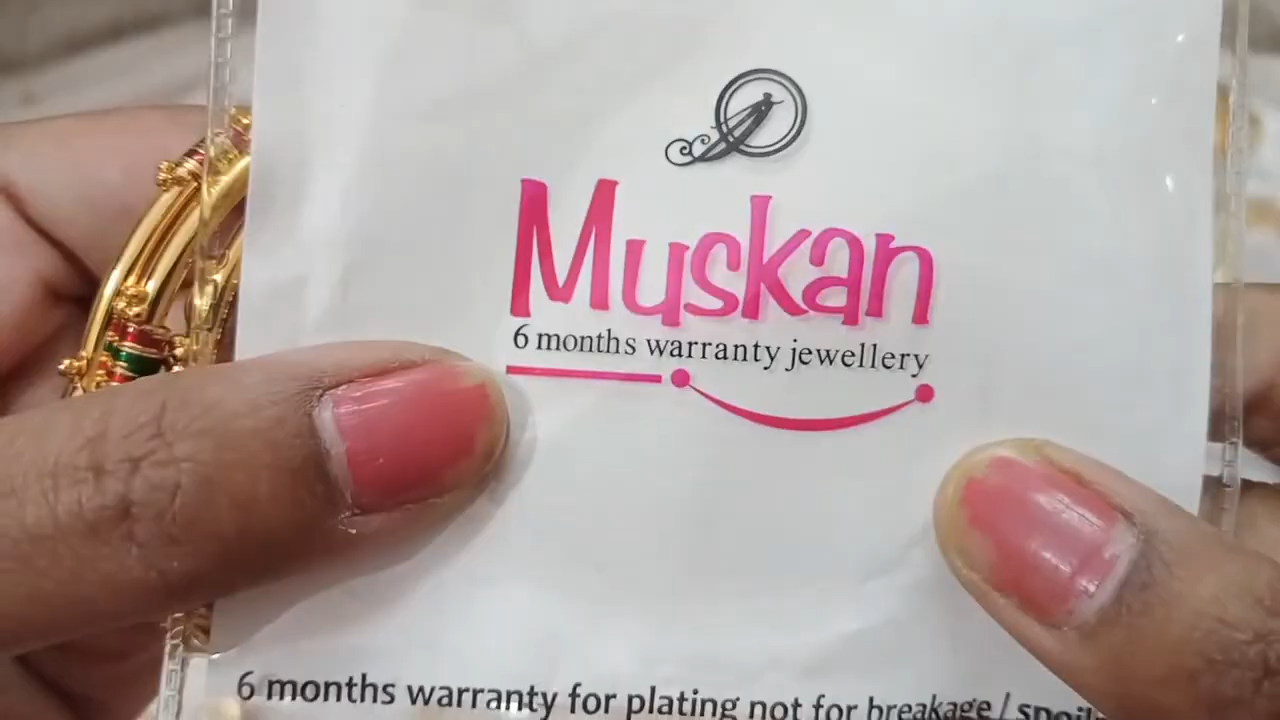 Muskan
6 months warranty jewellery
6 months warranty for plating not for breakage /